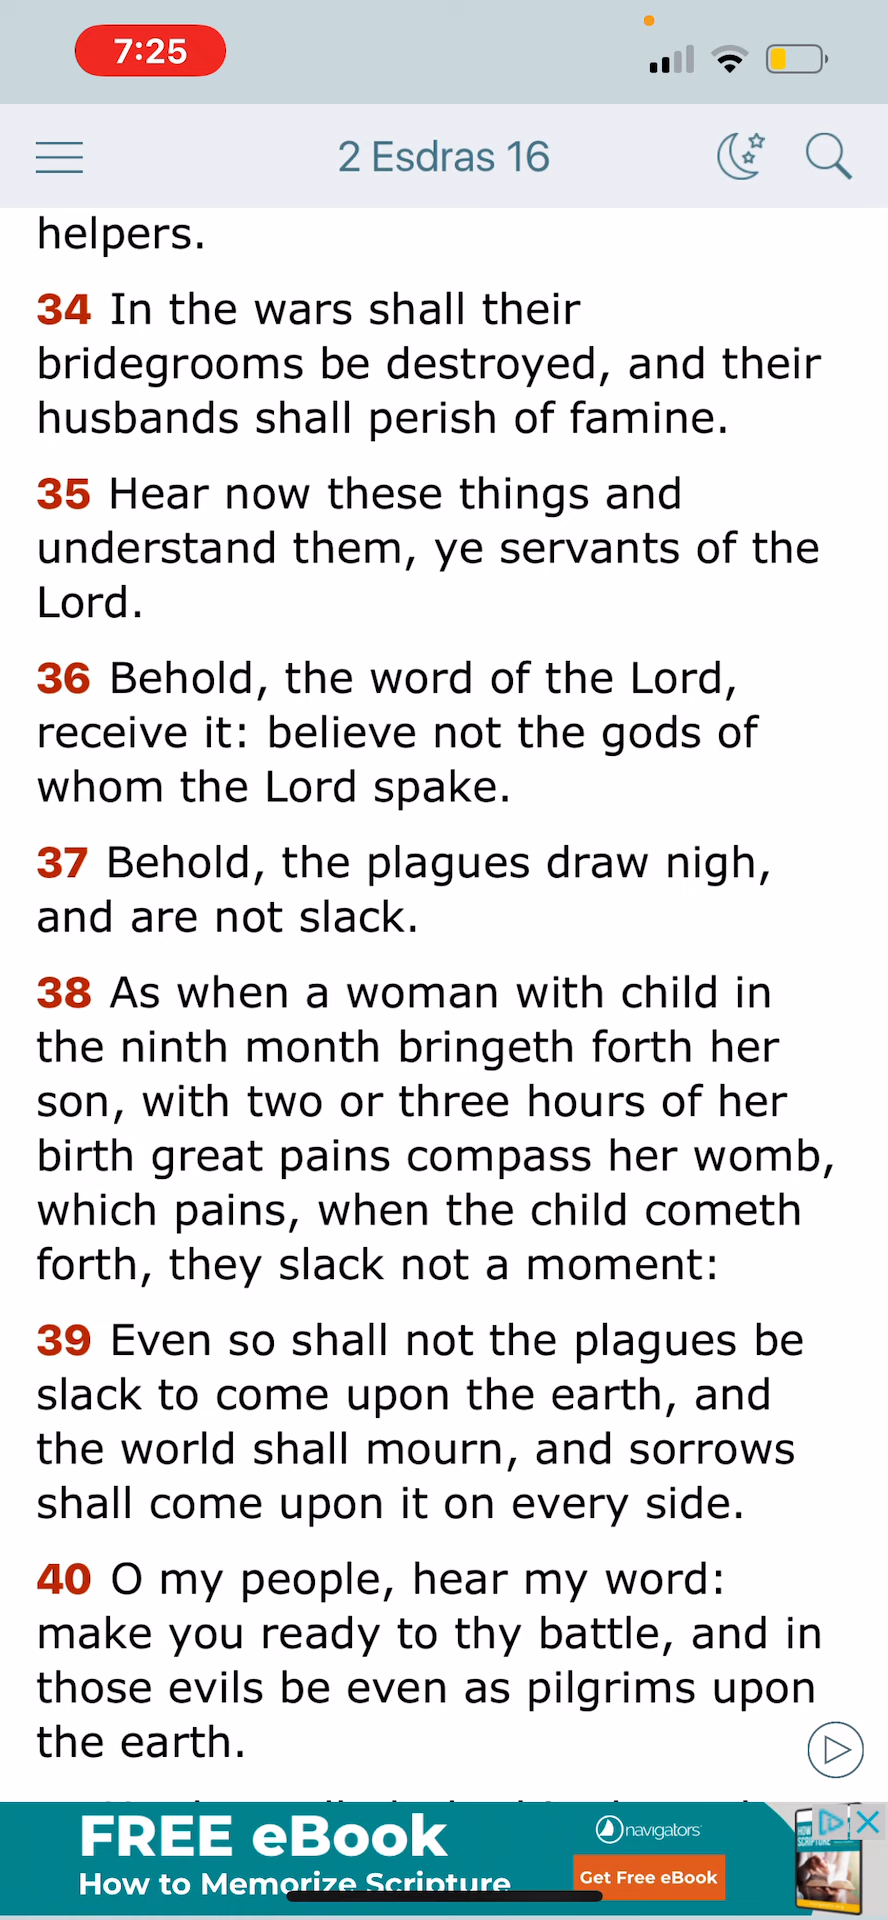 7:25
2 Esdras 16
helpers.
34 In the wars shall their
bridegrooms be destroyed, and their
husbands shall perish of famine.
35 Hear now these things and
understand them, ye servants of the
Lord.
36 Behold, the word of the Lord,
receive it: believe not the gods of
whom the Lord spake.
37 Behold, the plagues draw nigh,
and are not slack.
38 As when a woman with child in
the ninth month bringeth forth her
son, with two or three hours of her
birth great pains compass her womb,
which pains, when the child cometh
forth, they slack not a moment:
39 Even so shall not the plagues be
slack to come upon the earth, and
the world shall mourn, and sorrows
shall come upon it on every side.
40 O my people, hear my word:
make you ready to thy battle, and in
those evils be even as pilgrims upon
the earth.
FREE eBook
How to Memorize Scripture
navigators
Get Free eBook
HOW
SCRIPTURE